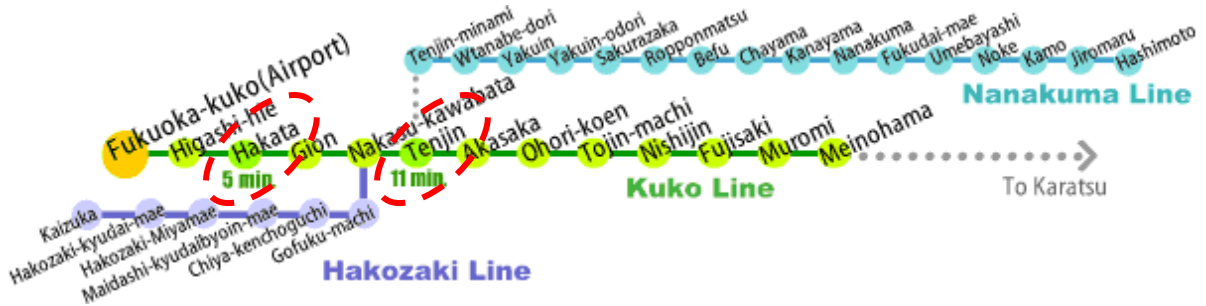 Tenjin-minami
Wtanabe-dori
Yakuin
Yakuin-odori
Sakurazaka
Ropponmatsu
Befu
Chayama
Kanayama
Nanakuma
Fukudai-mae
Umebayashi
Noke
Kamo
Jiromaru
Hashimoto
Nanakuma Line
Fukuoka-kuko(Airport)
Higashi-hie
Hakata
Gion
Nakasu-kawabata
Tenjin
Akasaka
Ohori-koen
Tojin-machi
Nishijin
Fujisaki
Muromi
Meinohama
5 min.
11 min.
Kuko Line
To Karatsu
Kaizuka
Hakozaki-kyudai-mae
Hakozaki-Miyamae
Maidashi-kyudaibyoin-mae
Chiya-kenchoguchi
Gofuku-machi
Hakozaki Line